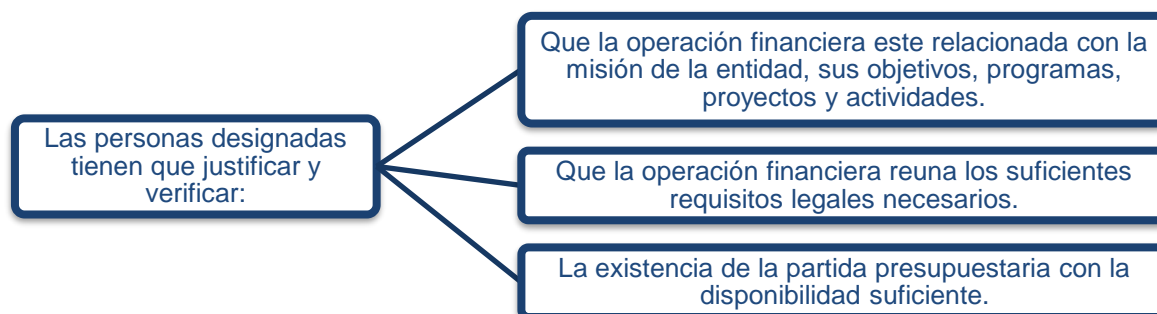 Las personas designadas
tienen que justificar y
verificar:
Que la operación financiera este relacionada con la
misión de la entidad, sus objetivos, programas,
proyectos y actividades.
Que la operación financiera reuna los suficientes
requisitos legales necesarios.
La existencia de la partida presupuestaria con la
disponibilidad suficiente.